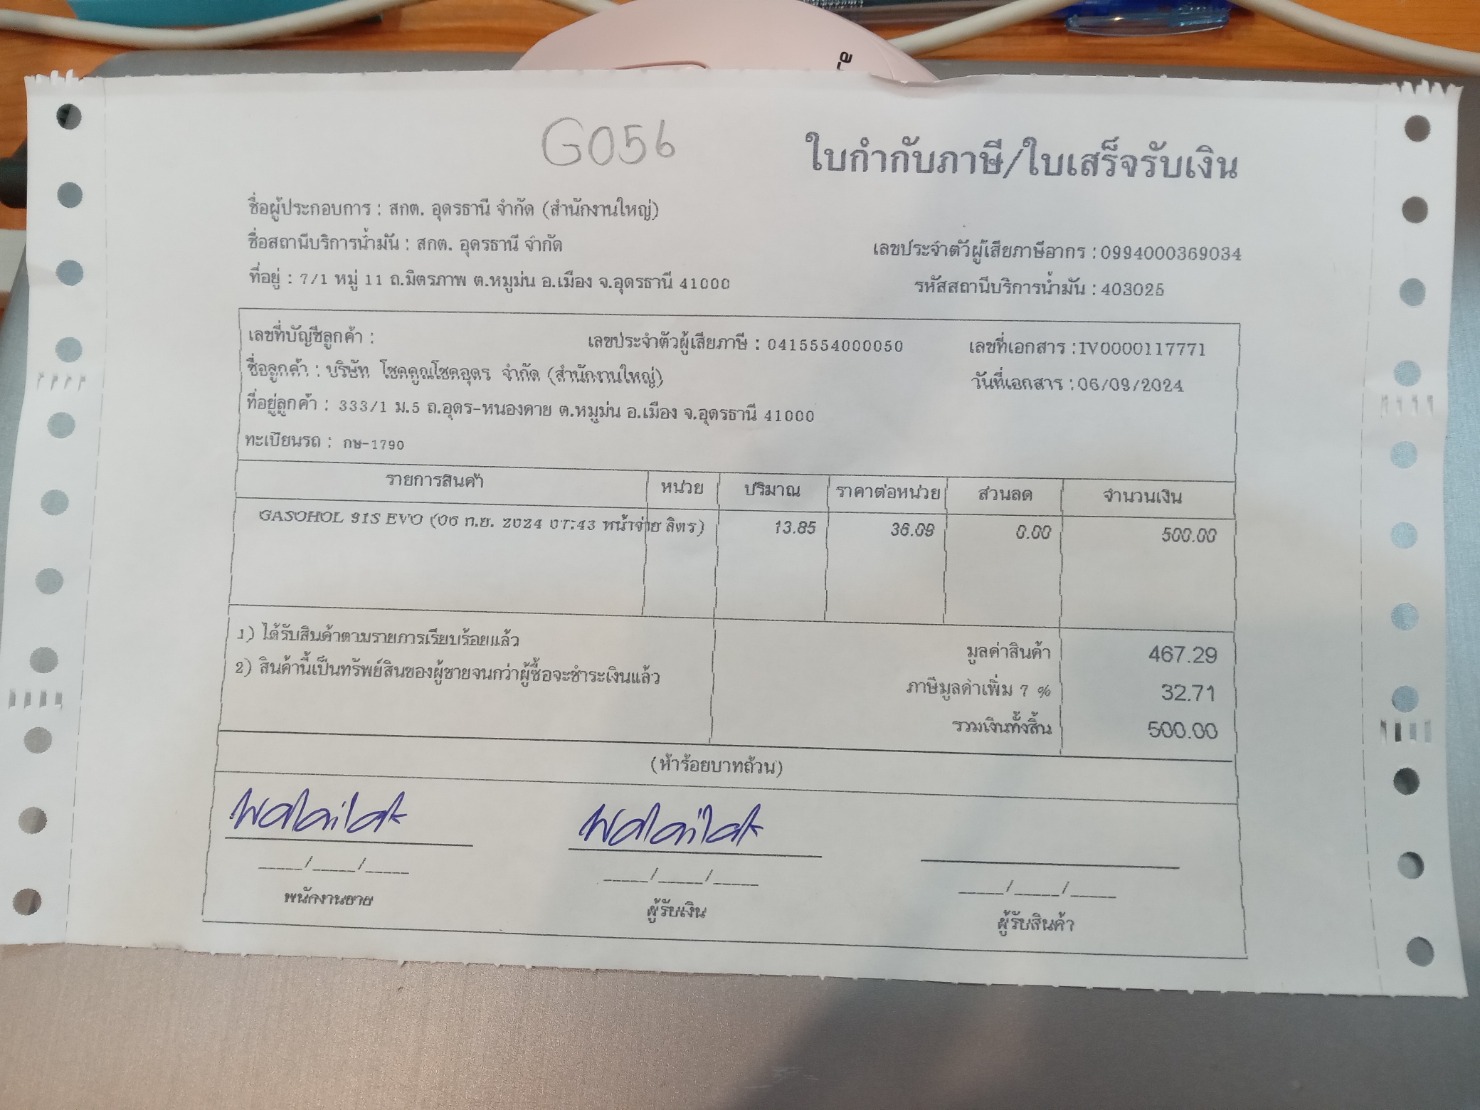 G056
ใบกำกับภาษี/ใบเสร็จรับเงิน
ชื่อผู้ประกอบการ : สกต. อุดรธานี จำกัด (สำนักงานใหญ่)
ชื่อสถานีบริการน้ำมัน : สกต. อุดรธานี จำกัด
เลขประจำตัวผู้เสียภาษีอากร : 0994000369034
ที่อยู่ : 7/1 หมู่ 11 ถ.มิตรภาพ ต.หมูม่น อ.เมือง จ.อุดรธานี 41000
รหัสสถานีบริการน้ำมัน : 403025
เลขที่บัญชีลูกค้า : เลขประจำตัวผู้เสียภาษี : 0415554000050 เลขที่เอกสาร : IV0000117771
ชื่อลูกค้า : บริษัท โชคคูณโชคอุดร จำกัด (สำนักงานใหญ่) วันที่เอกสาร : 06/09/2024
ที่อยู่ลูกค้า : 333/1 ม.5 ถ.อุดร-หนองคาย ต.หมูม่น อ.เมือง จ.อุดรธานี 41000
ทะเบียนรถ : กษ-1790
รายการสินค้า หน่วย ปริมาณ ราคาต่อหน่วย ส่วนลด จำนวนเงิน
GASOHOL 91S EVO (06 ก.ย. 2024 07:43 หน้าจ่าย ลิตร) 13.85 36.09 0.00 500.00
1) ได้รับสินค้าตามรายการเรียบร้อยแล้ว
2) สินค้านี้เป็นทรัพย์สินของผู้ขายจนกว่าผู้ซื้อจะชำระเงินแล้ว
มูลค่าสินค้า 467.29
ภาษีมูลค่าเพิ่ม 7 % 32.71
รวมเงินทั้งสิ้น 500.00
(ห้าร้อยบาทถ้วน)
walailak walailak
____/____/____ ____/____/____ ____/____/____
พนักงานขาย ผู้รับเงิน ผู้รับสินค้า